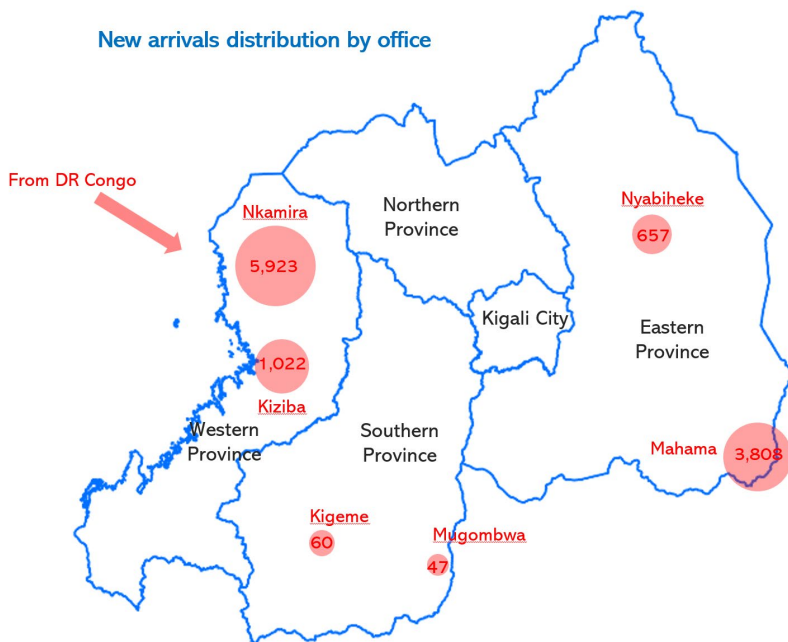 New arrivals distribution by office
From DR Congo
Nkamira
5,923
Northern
Province
Nyabiheke
657
Kigali City
Eastern
Province
1,022
Kiziba
Western
Province
Southern
Province
Mahama
3,808
Kigeme
60
Mugombwa
47